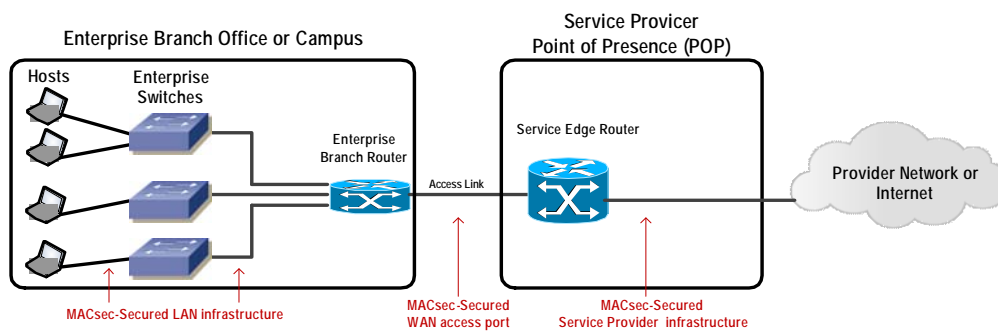 Enterprise Branch Office or Campus
Service Provicer
Point of Presence (POP)
Hosts
Enterprise
Switches
Enterprise
Branch Router
Access Link
Service Edge Router
Provider Network or
Internet
MACsec-Secured LAN infrastructure
MACsec-Secured
WAN access port
MACsec-Secured
Service Provider infrastructure